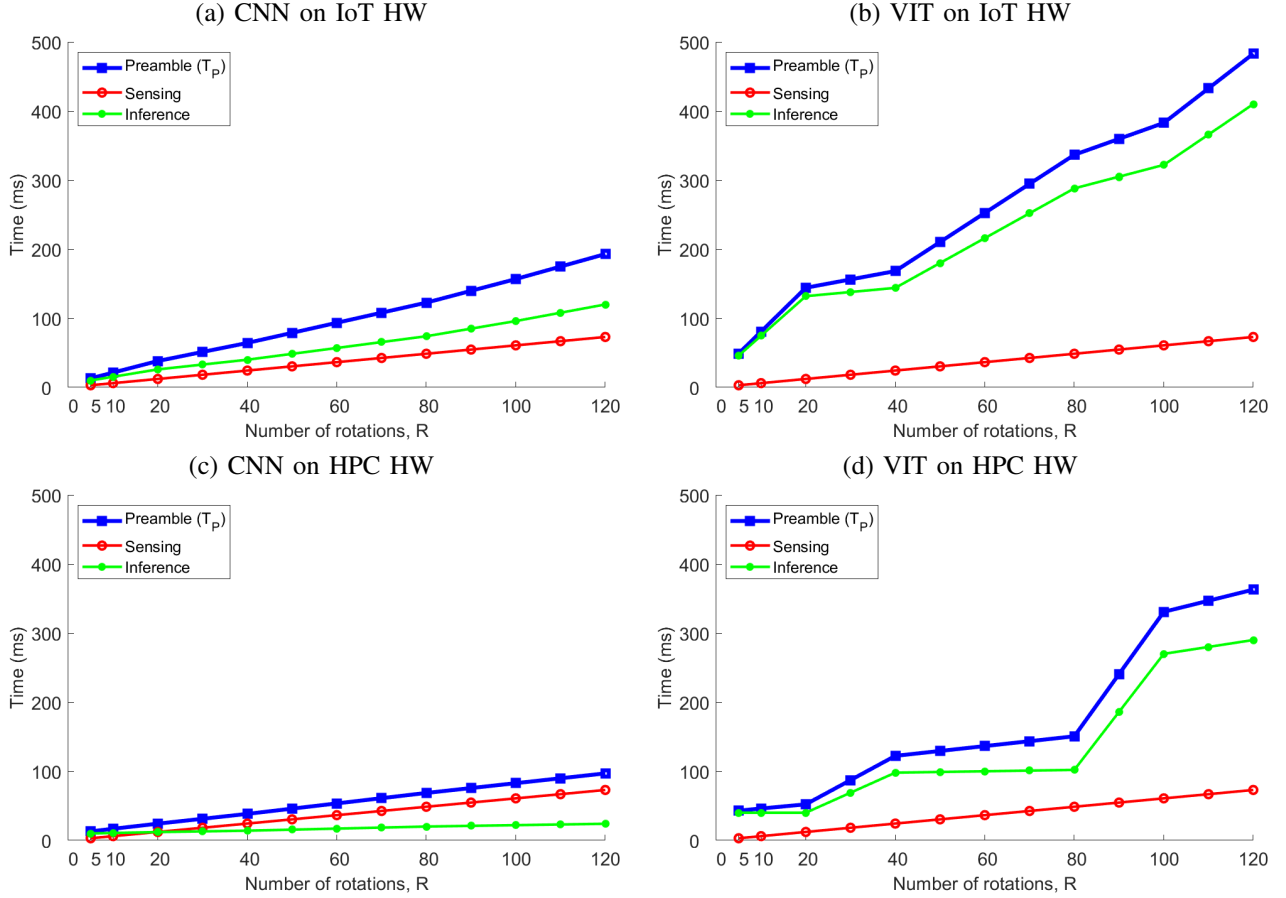 (a) CNN on IoT HW
500
400
300
200
100
0
Time (ms)
Preamble (T_P)
Sensing
Inference
0 5 10 20 40 60 80 100 120
Number of rotations, R
(b) VIT on IoT HW
500
400
300
200
100
0
Time (ms)
Preamble (T_P)
Sensing
Inference
0 5 10 20 40 60 80 100 120
Number of rotations, R
(c) CNN on HPC HW
500
400
300
200
100
0
Time (ms)
Preamble (T_P)
Sensing
Inference
0 5 10 20 40 60 80 100 120
Number of rotations, R
(d) VIT on HPC HW
500
400
300
200
100
0
Time (ms)
Preamble (T_P)
Sensing
Inference
0 5 10 20 40 60 80 100 120
Number of rotations, R